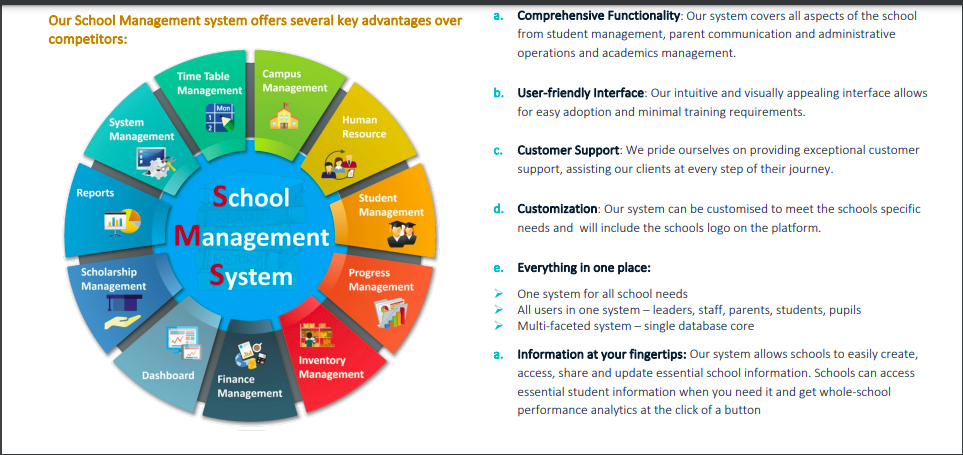 Our School Management system offers several key advantages over
competitors:
Time Table
Management
Mon
1
2
Campus
Management
Human
Resource
Student
Management
Progress
Management
Inventory
Management
Finance
Management
Dashboard
Scholarship
Management
Reports
System
Management
School
Management
System
a. Comprehensive Functionality: Our system covers all aspects of the school
from student management, parent communication and administrative
operations and academics management.
b. User-friendly Interface: Our intuitive and visually appealing interface allows
for easy adoption and minimal training requirements.
c. Customer Support: We pride ourselves on providing exceptional customer
support, assisting our clients at every step of their journey.
d. Customization: Our system can be customised to meet the schools specific
needs and will include the schools logo on the platform.
e. Everything in one place:
➢ One system for all school needs
➢ All users in one system – leaders, staff, parents, students, pupils
➢ Multi-faceted system – single database core
a. Information at your fingertips: Our system allows schools to easily create,
access, share and update essential school information. Schools can access
essential student information when you need it and get whole-school
performance analytics at the click of a button